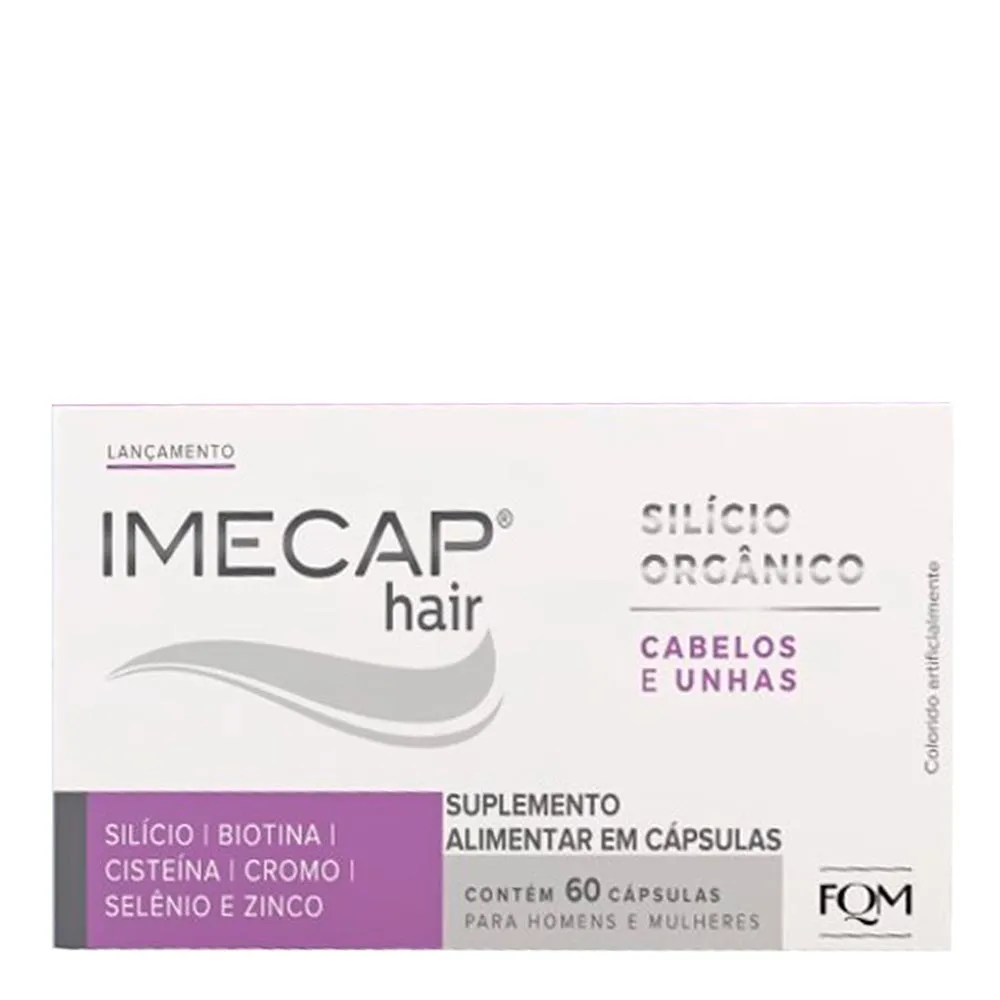 LANÇAMENTO
IMECAP®
hair
SILÍCIO
ORGÂNICO
CABELOS
E UNHAS
Colorido artificialmente
SILÍCIO | BIOTINA |
CISTEÍNA | CROMO |
SELÊNIO E ZINCO
SUPLEMENTO
ALIMENTAR EM CÁPSULAS
CONTÉM 60 CÁPSULAS
PARA HOMENS E MULHERES
FQM